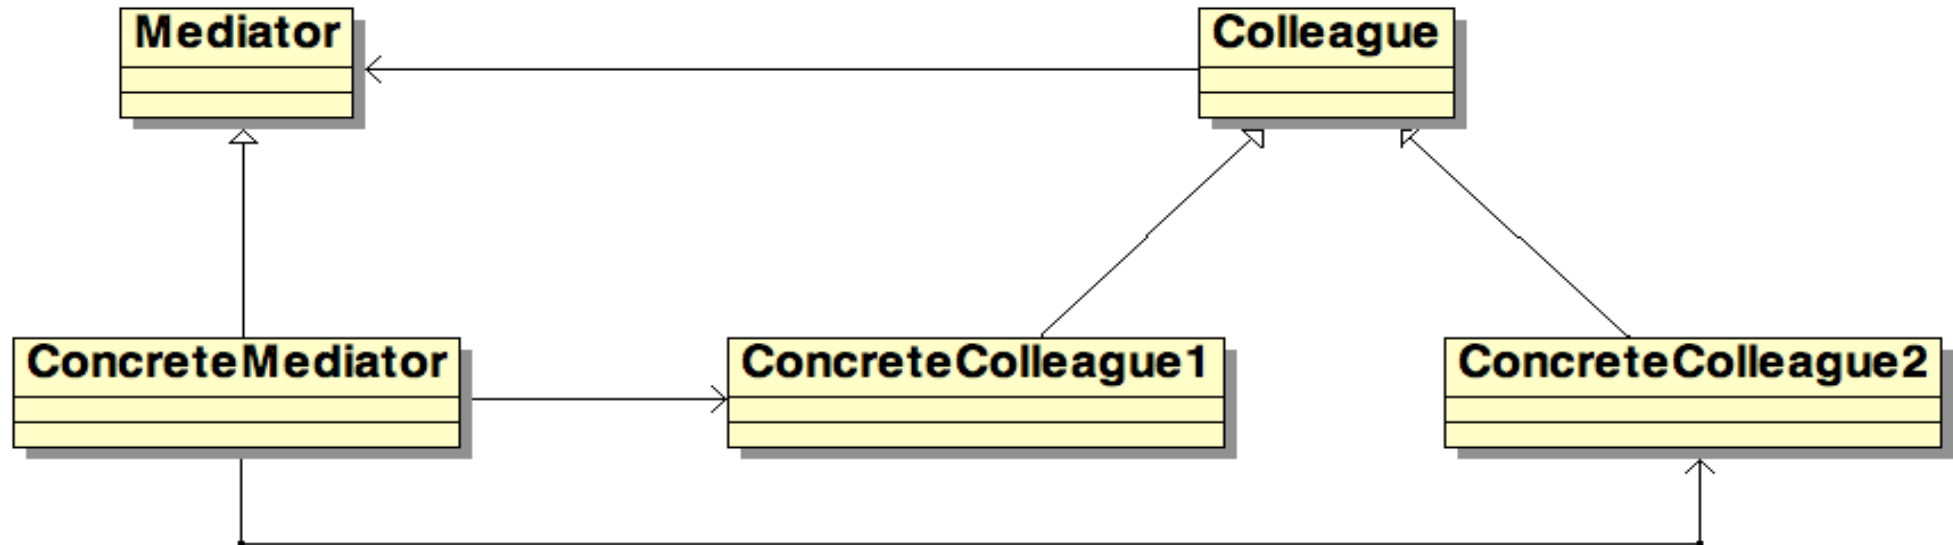 Mediator
Colleague
ConcreteMediator
ConcreteColleague1
ConcreteColleague2